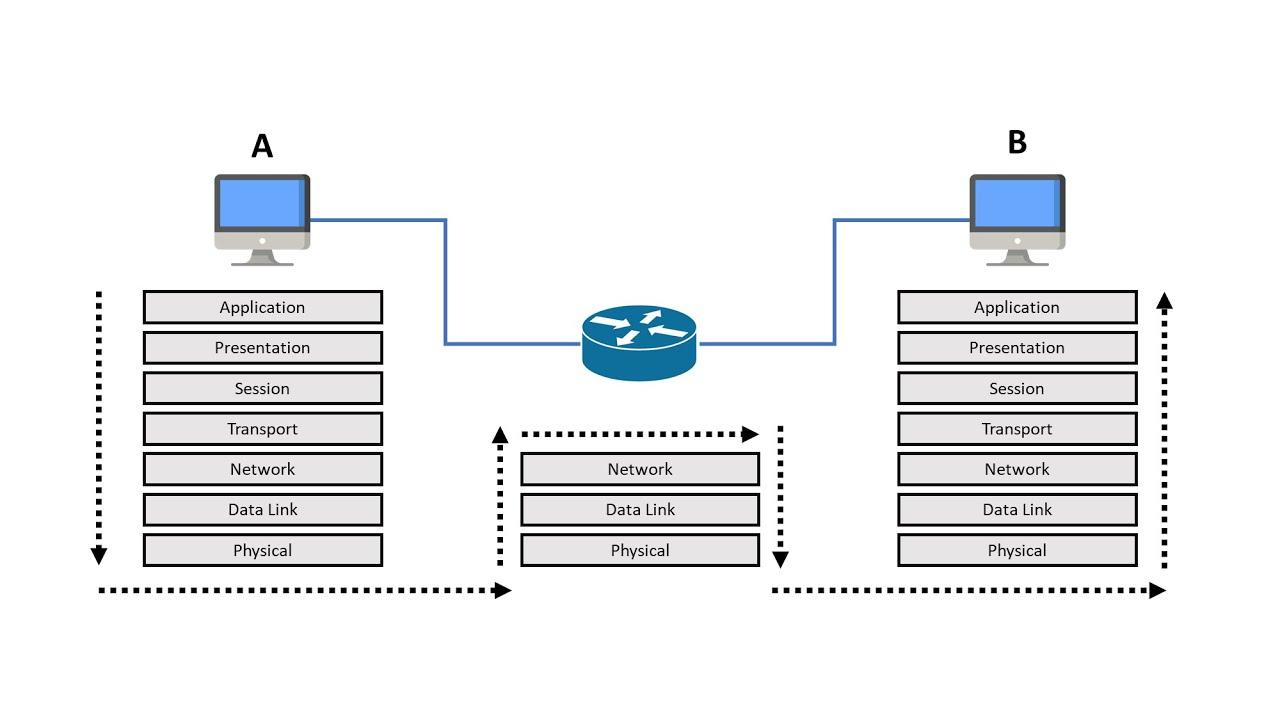 A
B
Application
Presentation
Session
Transport
Network
Data Link
Physical
Network
Data Link
Physical
Application
Presentation
Session
Transport
Network
Data Link
Physical